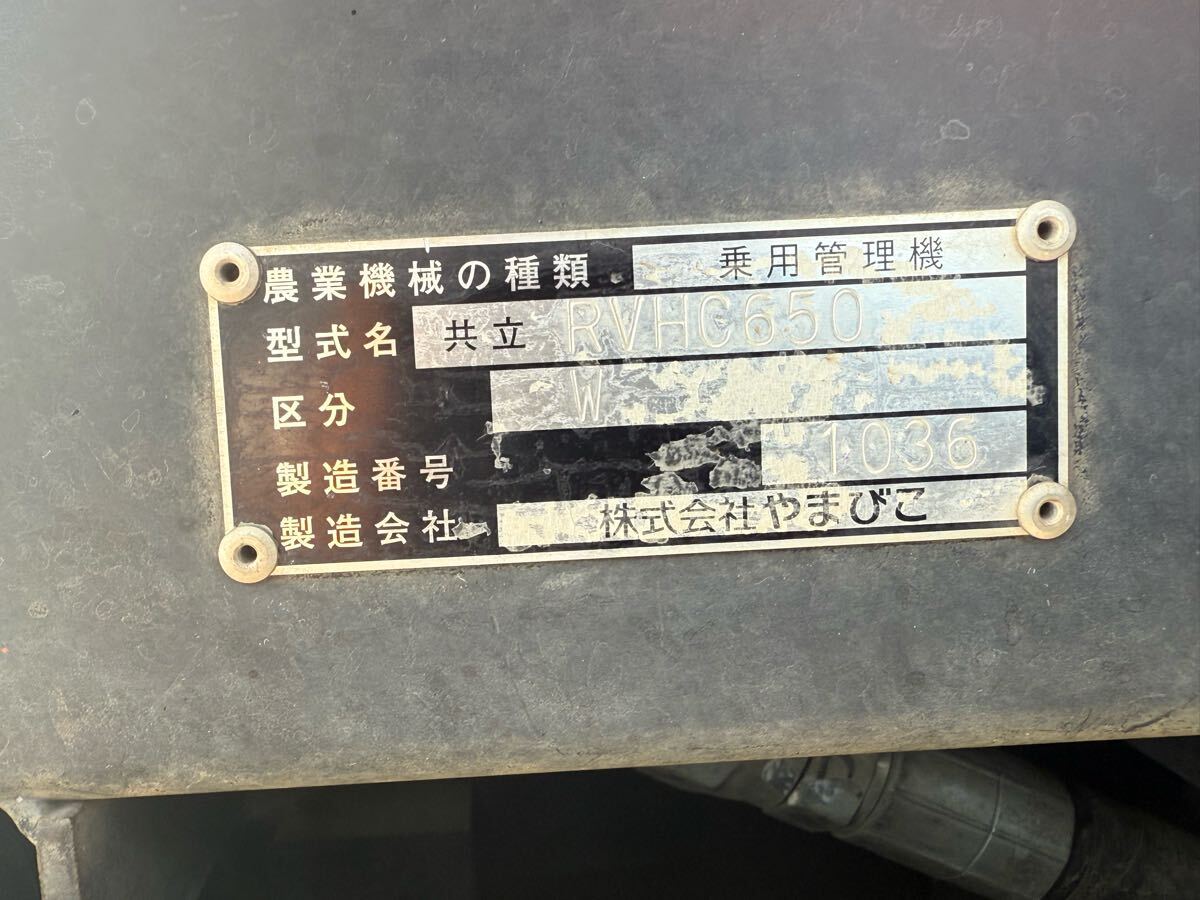 農業機械の種類 乗用管理機
型式名 共立 RVHC650
区分 W
製造番号 1036
製造会社 株式会社やまびこ